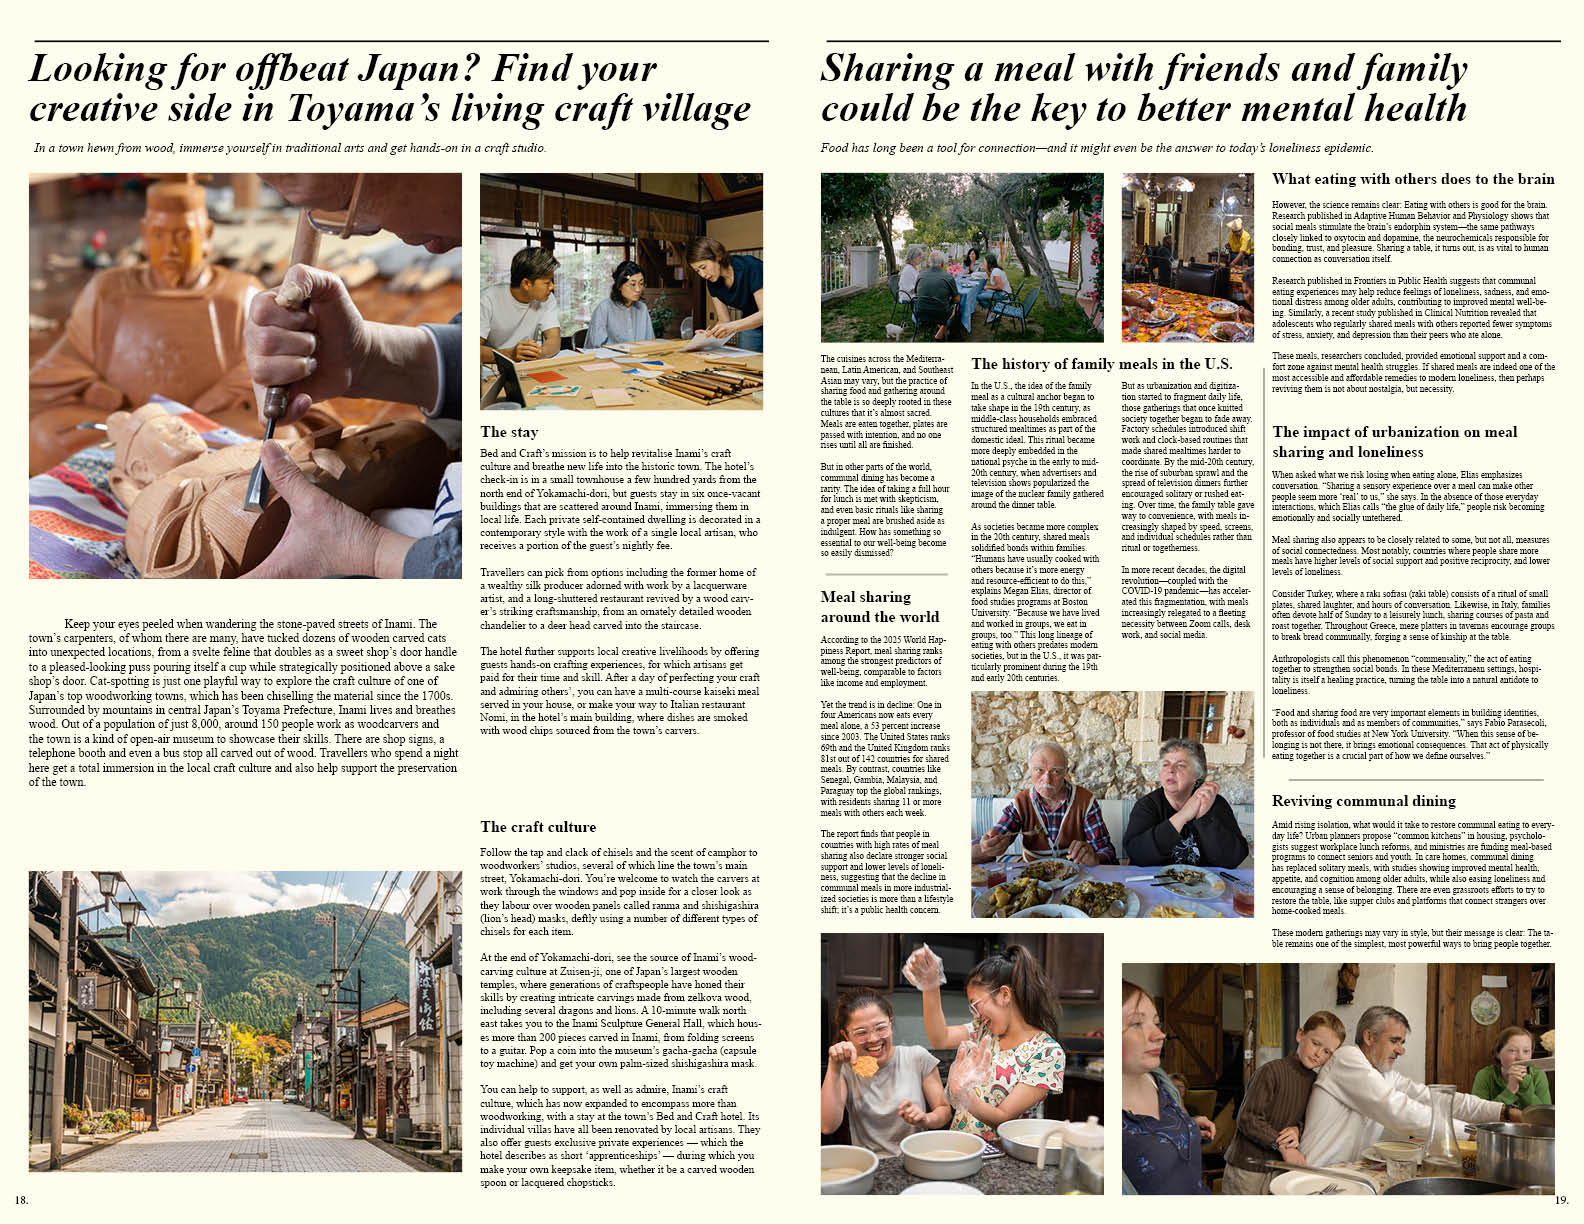 Looking for offbeat Japan? Find your
creative side in Toyama’s living craft village
In a town hewn from wood, immerse yourself in traditional arts and get hands-on in a craft studio.
Keep your eyes peeled when wandering the stone-paved streets of Inami. The
town’s carpenters, of whom there are many, have tucked dozens of wooden carved cats
into unexpected locations, from a svelte feline that doubles as a sweet shop’s door handle
to a pleased-looking puss pouring itself a cup while strategically positioned above a sake
shop’s door. Cat-spotting is just one playful way to explore the craft culture of one of
Japan’s top woodworking towns, which has been chiselling the material since the 1700s.
Surrounded by mountains in central Japan’s Toyama Prefecture, Inami lives and breathes
wood. Out of a population of just 8,000, around 150 people work as woodcarvers and
the town is a kind of open-air museum to showcase their skills. There are shop signs, a
telephone booth and even a bus stop all carved out of wood. Travellers who spend a night
here get a total immersion in the local craft culture and also help support the preservation
of the town.
The stay
Bed and Craft’s mission is to help revitalise Inami’s craft
culture and breathe new life into the historic town. The hotel’s
check-in is in a small townhouse a few hundred yards from the
north end of Yokamachi-dori, but guests stay in six once-vacant
buildings that are scattered around Inami, immersing them in
local life. Each private self-contained dwelling is decorated in a
contemporary style with the work of a single local artisan, who
receives a portion of the guest’s nightly fee.
Travellers can pick from options including the former home of
a wealthy silk producer adorned with work by a lacquerware
artist, and a long-shuttered restaurant revived by a wood carv-
er’s striking craftsmanship, from an ornately detailed wooden
chandelier to a deer head carved into the staircase.
The hotel further supports local creative livelihoods by offering
guests hands-on crafting experiences, for which artisans get
paid for their time and skill. After a day of perfecting your craft
and admiring others’, you can have a multi-course kaiseki meal
served in your house, or make your way to Italian restaurant
Nomi, in the hotel’s main building, where dishes are smoked
with wood chips sourced from the town’s carvers.
The craft culture
Follow the tap and clack of chisels and the scent of camphor to
woodworkers’ studios, several of which line the town’s main
street, Yokamachi-dori. You’re welcome to watch the carvers at
work through the windows and pop inside for a closer look as
they labour over wooden panels called ranma and shishigashira
(lion’s head) masks, deftly using a number of different types of
chisels for each item.
At the end of Yokamachi-dori, see the source of Inami’s wood-
carving culture at Zuisen-ji, one of Japan’s largest wooden
temples, where generations of craftspeople have honed their
skills by creating intricate carvings made from zelkova wood,
including several dragons and lions. A 10-minute walk north
east takes you to the Inami Sculpture General Hall, which hous-
es more than 200 pieces carved in Inami, from folding screens
to a guitar. Pop a coin into the museum’s gacha-gacha (capsule
toy machine) and get your own palm-sized shishigashira mask.
You can help to support, as well as admire, Inami’s craft
culture, which has now expanded to encompass more than
woodworking, with a stay at the town’s Bed and Craft hotel. Its
individual villas have all been renovated by local artisans. They
also offer guests exclusive private experiences — which the
hotel describes as short ‘apprenticeships’ — during which you
make your own keepsake item, whether it be a carved wooden
spoon or lacquered chopsticks.
18.
Sharing a meal with friends and family
could be the key to better mental health
Food has long been a tool for connection—and it might even be the answer to today’s loneliness epidemic.
The cuisines across the Mediterra-
nean, Latin American, and Southeast
Asian may vary, but the practice of
sharing food and gathering around
the table is so deeply rooted in these
cultures that it’s almost sacred.
Meals are eaten together, plates are
passed with intention, and no one
rises until all are finished.
But in other parts of the world,
communal dining has become a
rarity. The idea of taking a full hour
for lunch is met with skepticism,
and even basic rituals like sharing
a proper meal are brushed aside as
indulgent. How has something so
essential to our well-being become
so easily dismissed?
Meal sharing
around the world
According to the 2025 World Hap-
piness Report, meal sharing ranks
among the strongest predictors of
well-being, comparable to factors
like income and employment.
Yet the trend is in decline: One in
four Americans now eats every
meal alone, a 53 percent increase
since 2003. The United States ranks
69th and the United Kingdom ranks
81st out of 142 countries for shared
meals. By contrast, countries like
Senegal, Gambia, Malaysia, and
Paraguay top the global rankings,
with residents sharing 11 or more
meals with others each week.
The report finds that people in
countries with high rates of meal
sharing also declare stronger social
support and lower levels of loneli-
ness, suggesting that the decline in
communal meals in more industrial-
ized societies is more than a lifestyle
shift; it’s a public health concern.
The history of family meals in the U.S.
In the U.S., the idea of the family
meal as a cultural anchor began to
take shape in the 19th century, as
middle-class households embraced
structured mealtimes as part of the
domestic ideal. This ritual became
more deeply embedded in the
national psyche in the early to mid-
20th century, when advertisers and
television shows popularized the
image of the nuclear family gathered
around the dinner table.
As societies became more complex
in the 20th century, shared meals
solidified bonds within families.
“Humans have usually cooked with
others because it’s more energy
and resource-efficient to do this,”
explains Megan Elias, director of
food studies programs at Boston
University. “Because we have lived
and worked in groups, we eat in
groups, too.” This long lineage of
eating with others predates modern
societies, but in the U.S., it was par-
ticularly prominent during the 19th
and early 20th centuries.
But as urbanization and digitiza-
tion started to fragment daily life,
those gatherings that once knitted
society together began to fade away.
Factory schedules introduced shift
work and clock-based routines that
made shared mealtimes harder to
coordinate. By the mid-20th century,
the rise of suburban sprawl and the
spread of television dinners further
encouraged solitary or rushed eat-
ing. Over time, the family table gave
way to convenience, with meals in-
creasingly shaped by speed, screens,
and individual schedules rather than
ritual or togetherness.
In more recent decades, the digital
revolution—coupled with the
COVID-19 pandemic—has acceler-
ated this fragmentation, with meals
increasingly relegated to a fleeting
necessity between Zoom calls, desk
work, and social media.
What eating with others does to the brain
However, the science remains clear: Eating with others is good for the brain.
Research published in Adaptive Human Behavior and Physiology shows that
social meals stimulate the brain’s endorphin system—the same pathways
closely linked to oxytocin and dopamine, the neurochemicals responsible for
bonding, trust, and pleasure. Sharing a table, it turns out, is as vital to human
connection as conversation itself.
Research published in Frontiers in Public Health suggests that communal
eating experiences may help reduce feelings of loneliness, sadness, and emo-
tional distress among older adults, contributing to improved mental well-be-
ing. Similarly, a recent study published in Clinical Nutrition revealed that
adolescents who regularly shared meals with others reported fewer symptoms
of stress, anxiety, and depression than their peers who ate alone.
These meals, researchers concluded, provided emotional support and a com-
fort zone against mental health struggles. If shared meals are indeed one of the
most accessible and affordable remedies to modern loneliness, then perhaps
reviving them is not about nostalgia, but necessity.
The impact of urbanization on meal
sharing and loneliness
When asked what we risk losing when eating alone, Elias emphasizes
conversation. “Sharing a sensory experience over a meal can make other
people seem more ‘real’ to us,” she says. In the absence of those everyday
interactions, which Elias calls “the glue of daily life,” people risk becoming
emotionally and socially untethered.
Meal sharing also appears to be closely related to some, but not all, measures
of social connectedness. Most notably, countries where people share more
meals have higher levels of social support and positive reciprocity, and lower
levels of loneliness.
Consider Turkey, where a rakı sofrası (raki table) consists of a ritual of small
plates, shared laughter, and hours of conversation. Likewise, in Italy, families
often devote half of Sunday to a leisurely lunch, sharing courses of pasta and
roast together. Throughout Greece, meze platters in tavernas encourage groups
to break bread communally, forging a sense of kinship at the table.
Anthropologists call this phenomenon “commensality,” the act of eating
together to strengthen social bonds. In these Mediterranean settings, hospi-
tality is itself a healing practice, turning the table into a natural antidote to
loneliness.
“Food and sharing food are very important elements in building identities,
both as individuals and as members of communities,” says Fabio Parasecoli,
professor of food studies at New York University. “When this sense of be-
longing is not there, it brings emotional consequences. That act of physically
eating together is a crucial part of how we define ourselves.”
Reviving communal dining
Amid rising isolation, what would it take to restore communal eating to every-
day life? Urban planners propose “common kitchens” in housing, psycholo-
gists suggest workplace lunch reforms, and ministries are funding meal-based
programs to connect seniors and youth. In care homes, communal dining
has replaced solitary meals, with studies showing improved mental health,
appetite, and cognition among older adults, while also easing loneliness and
encouraging a sense of belonging. There are even grassroots efforts to try to
restore the table, like supper clubs and platforms that connect strangers over
home-cooked meals.
These modern gatherings may vary in style, but their message is clear: The ta-
ble remains one of the simplest, most powerful ways to bring people together.
19.